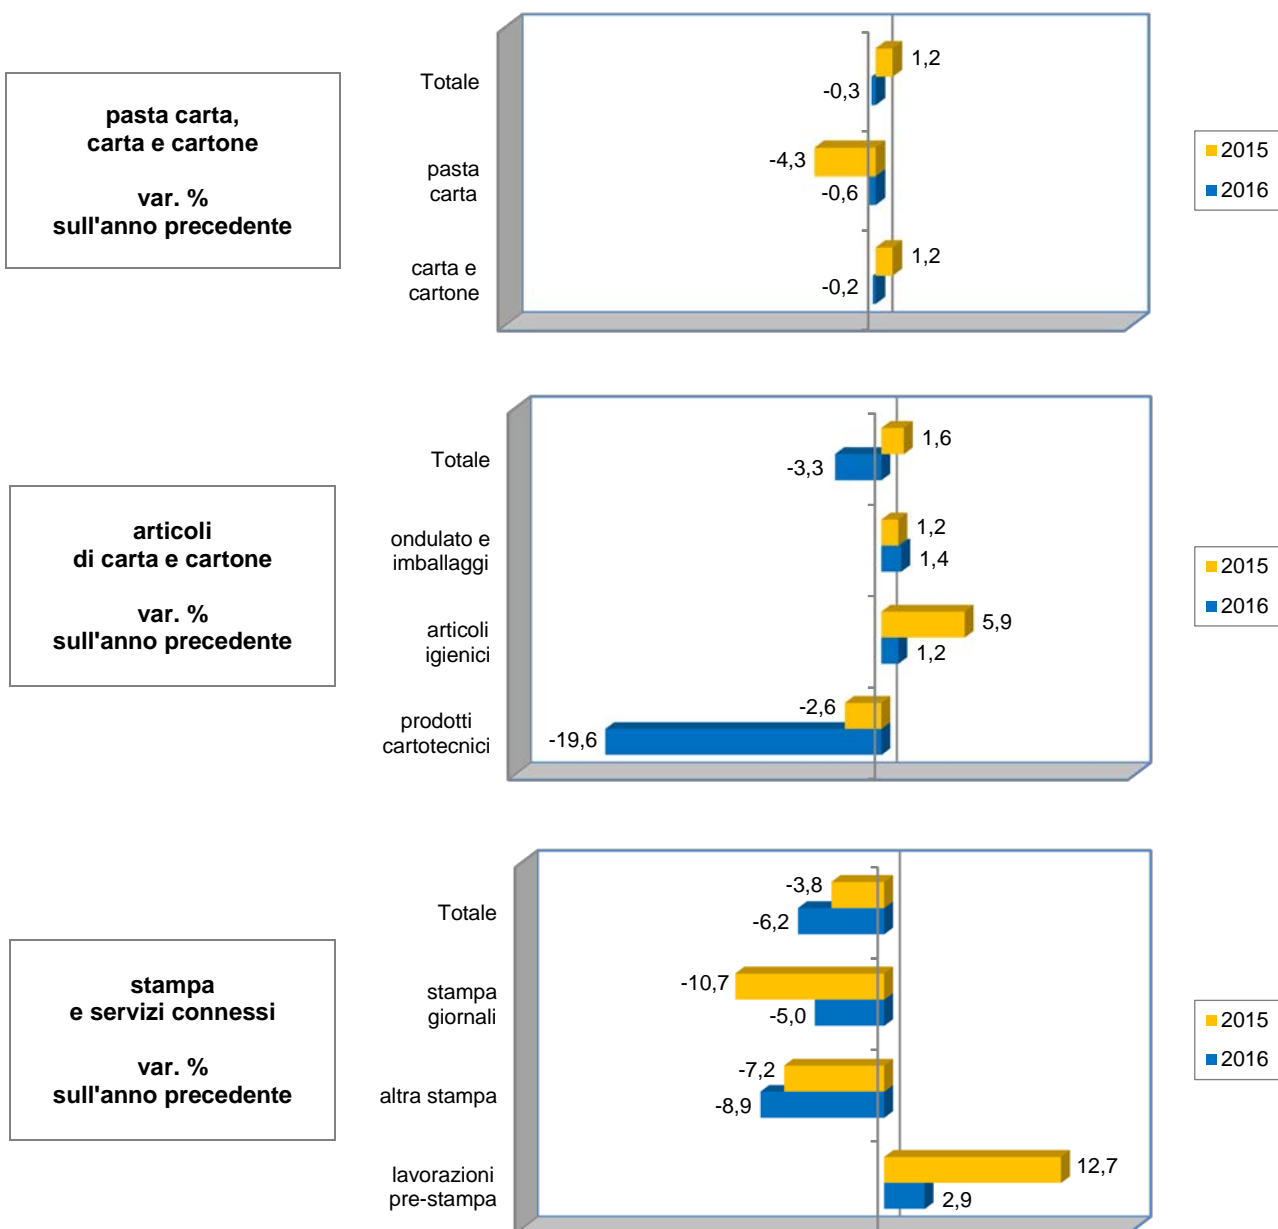 pasta carta,
carta e cartone
var. %
sull'anno precedente
Totale
1,2
-0,3
pasta
carta
-4,3
-0,6
carta e
cartone
1,2
-0,2
2015
2016
articoli
di carta e cartone
var. %
sull'anno precedente
Totale
1,6
-3,3
ondulato e
imballaggi
1,2
1,4
articoli
igienici
5,9
1,2
prodotti
cartotecnici
-2,6
-19,6
2015
2016
stampa
e servizi connessi
var. %
sull'anno precedente
Totale
-3,8
-6,2
stampa
giornali
-10,7
-5,0
altra stampa
-7,2
-8,9
lavorazioni
pre-stampa
12,7
2,9
2015
2016